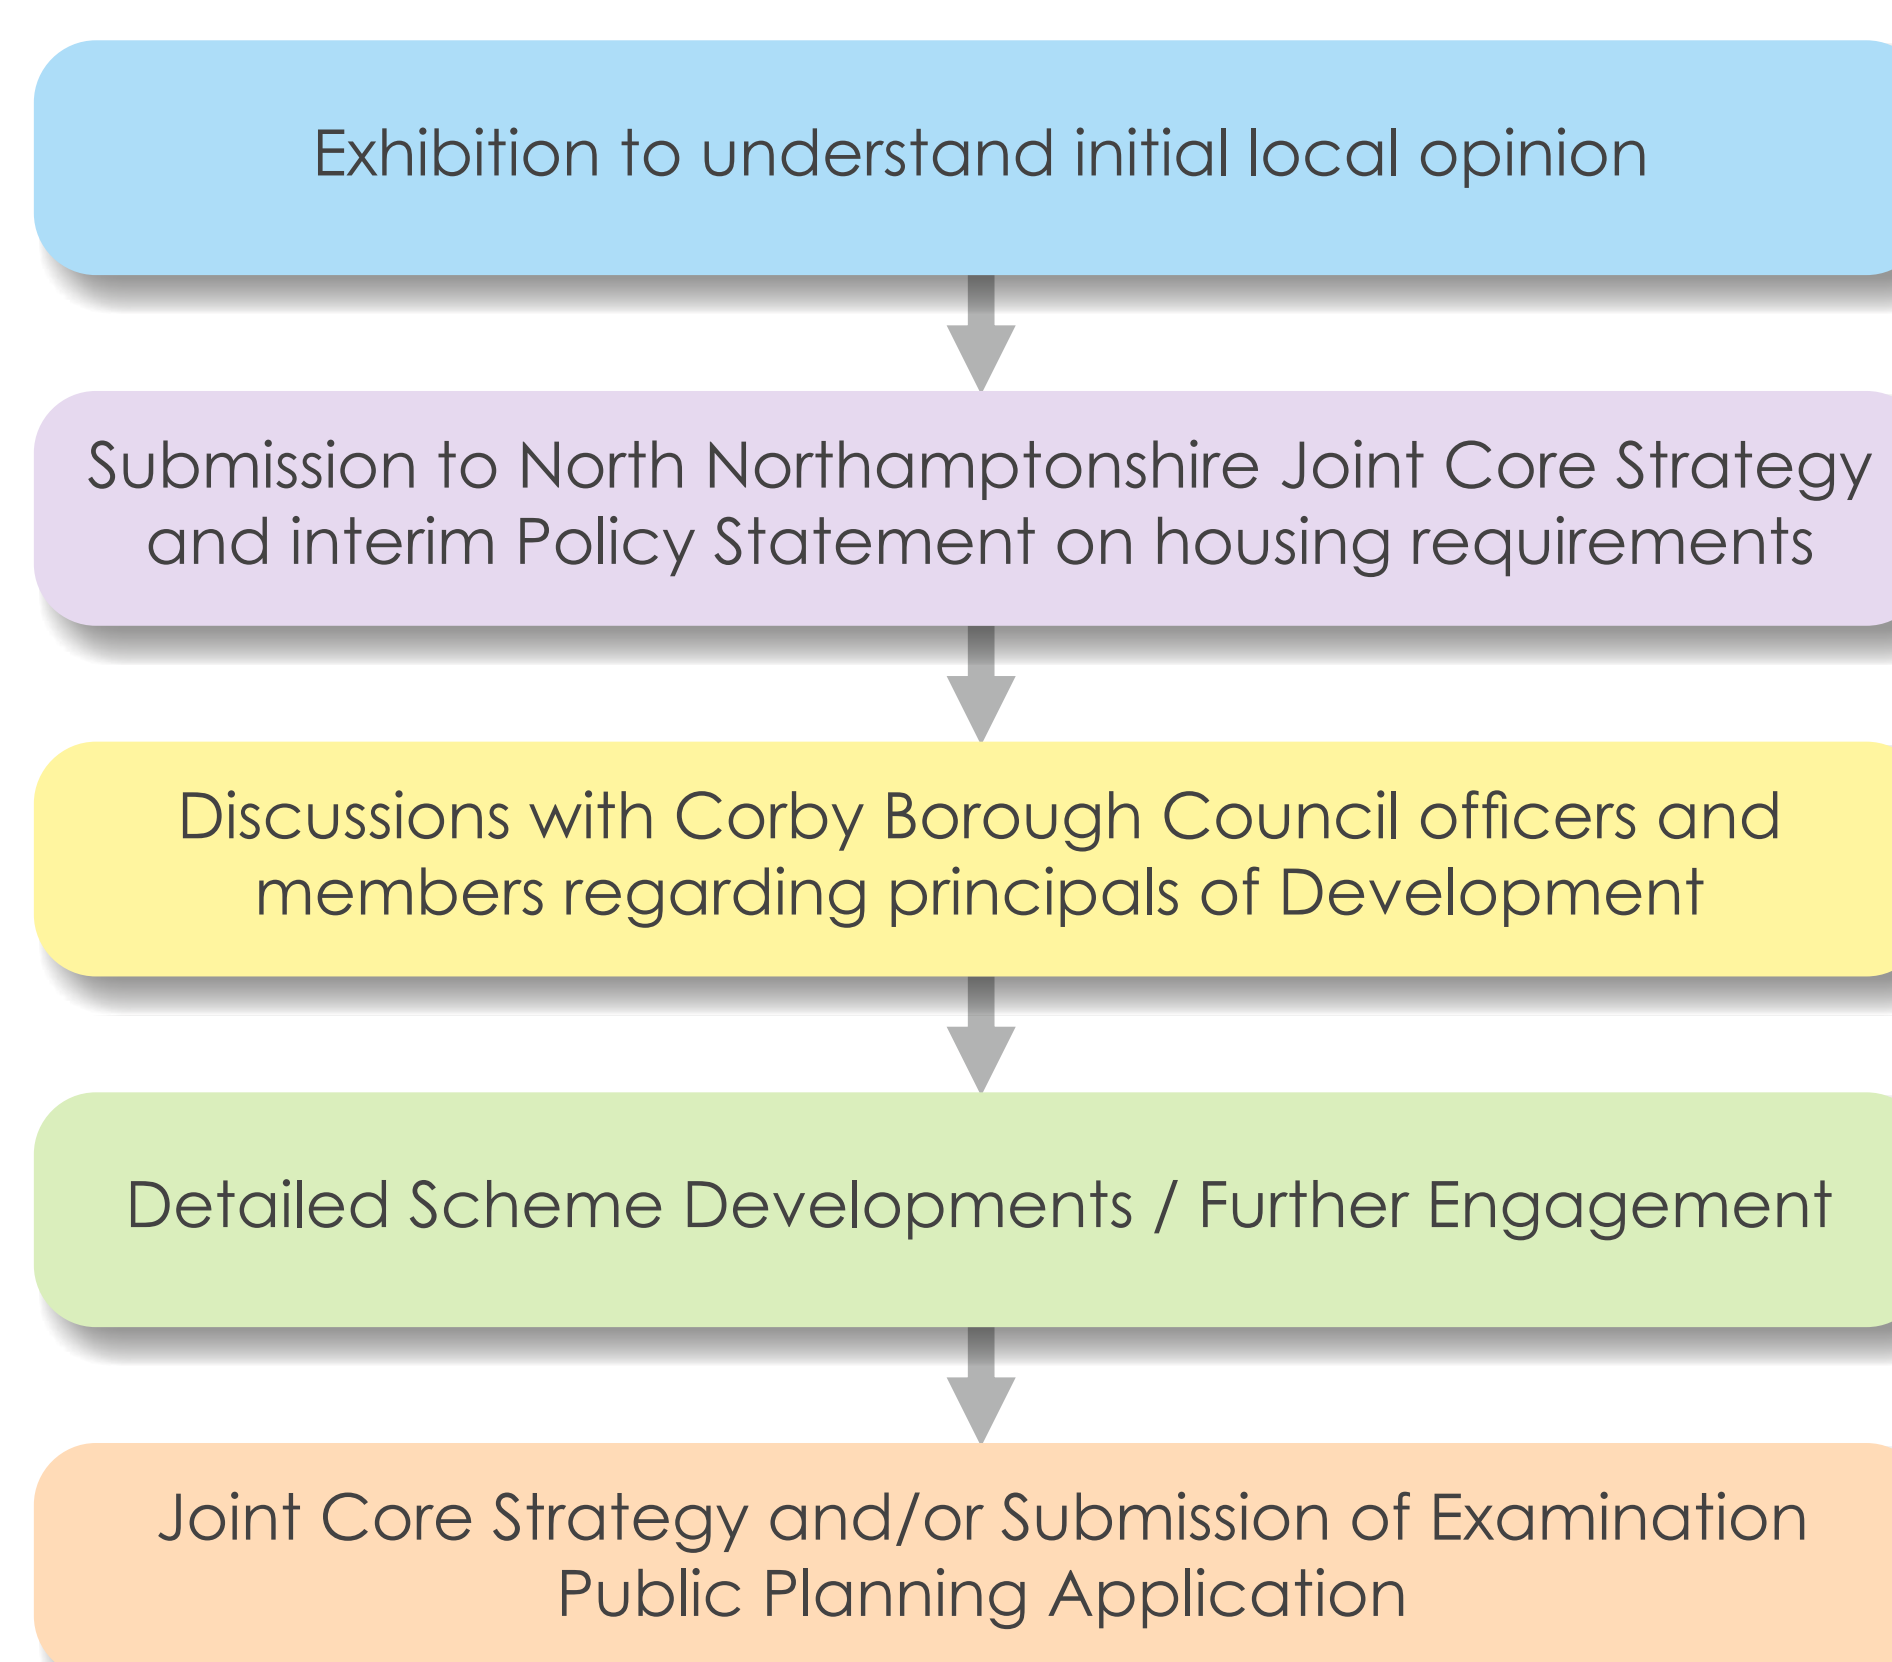 Exhibition to understand initial local opinion
Submission to North Northamptonshire Joint Core Strategy
and interim Policy Statement on housing requirements
Discussions with Corby Borough Council officers and
members regarding principals of Development
Detailed Scheme Developments / Further Engagement
Joint Core Strategy and/or Submission of Examination
Public Planning Application